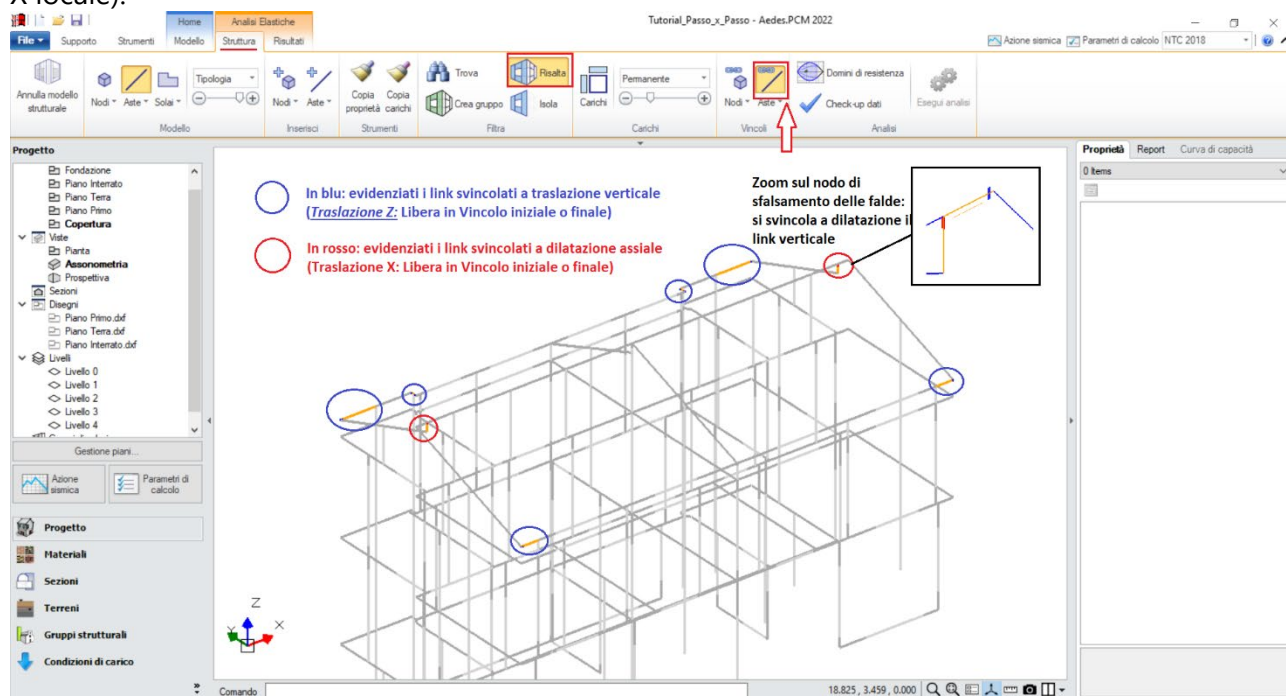 X locale).
Tutorial_Passo_x_Passo - Aedes.PCM 2022
Home
Analisi Elastiche
File
Supporto
Strumenti
Modello
Struttura
Risultati
Azione sismica
Parametri di calcolo
NTC 2018
Annulla modello
strutturale
Nodi
Aste
Solai
Tipologia
Modello
Nodi
Aste
Inserisci
Copia
proprietà
Copia
carichi
Strumenti
Trova
Risalta
Crea gruppo
Isola
Filtra
Carichi
Permanente
Carichi
Nodi
Aste
Vincoli
Domini di resistenza
Check-up dati
Esegui analisi
Analisi
Progetto
Fondazione
Piano Interrato
Piano Terra
Piano Primo
Copertura
Viste
Pianta
Assonometria
Prospettiva
Sezioni
Disegni
Piano Primo.dxf
Piano Terra.dxf
Piano Interrato.dxf
Livelli
Livello 0
Livello 1
Livello 2
Livello 3
Livello 4
Gestione piani...
Azione
sismica
Parametri di
calcolo
Progetto
Materiali
Sezioni
Terreni
Gruppi strutturali
Condizioni di carico
In blu: evidenziati i link svincolati a traslazione verticale
(Traslazione Z: Libera in Vincolo iniziale o finale)
In rosso: evidenziati i link svincolati a dilatazione assiale
(Traslazione X: Libera in Vincolo iniziale o finale)
Zoom sul nodo di
sfalsamento delle falde:
si svincola a dilatazione il
link verticale
Z
Y
X
Proprietà
Report
Curva di capacità
0 Items
Comando
18.825 , 3.459 , 0.000